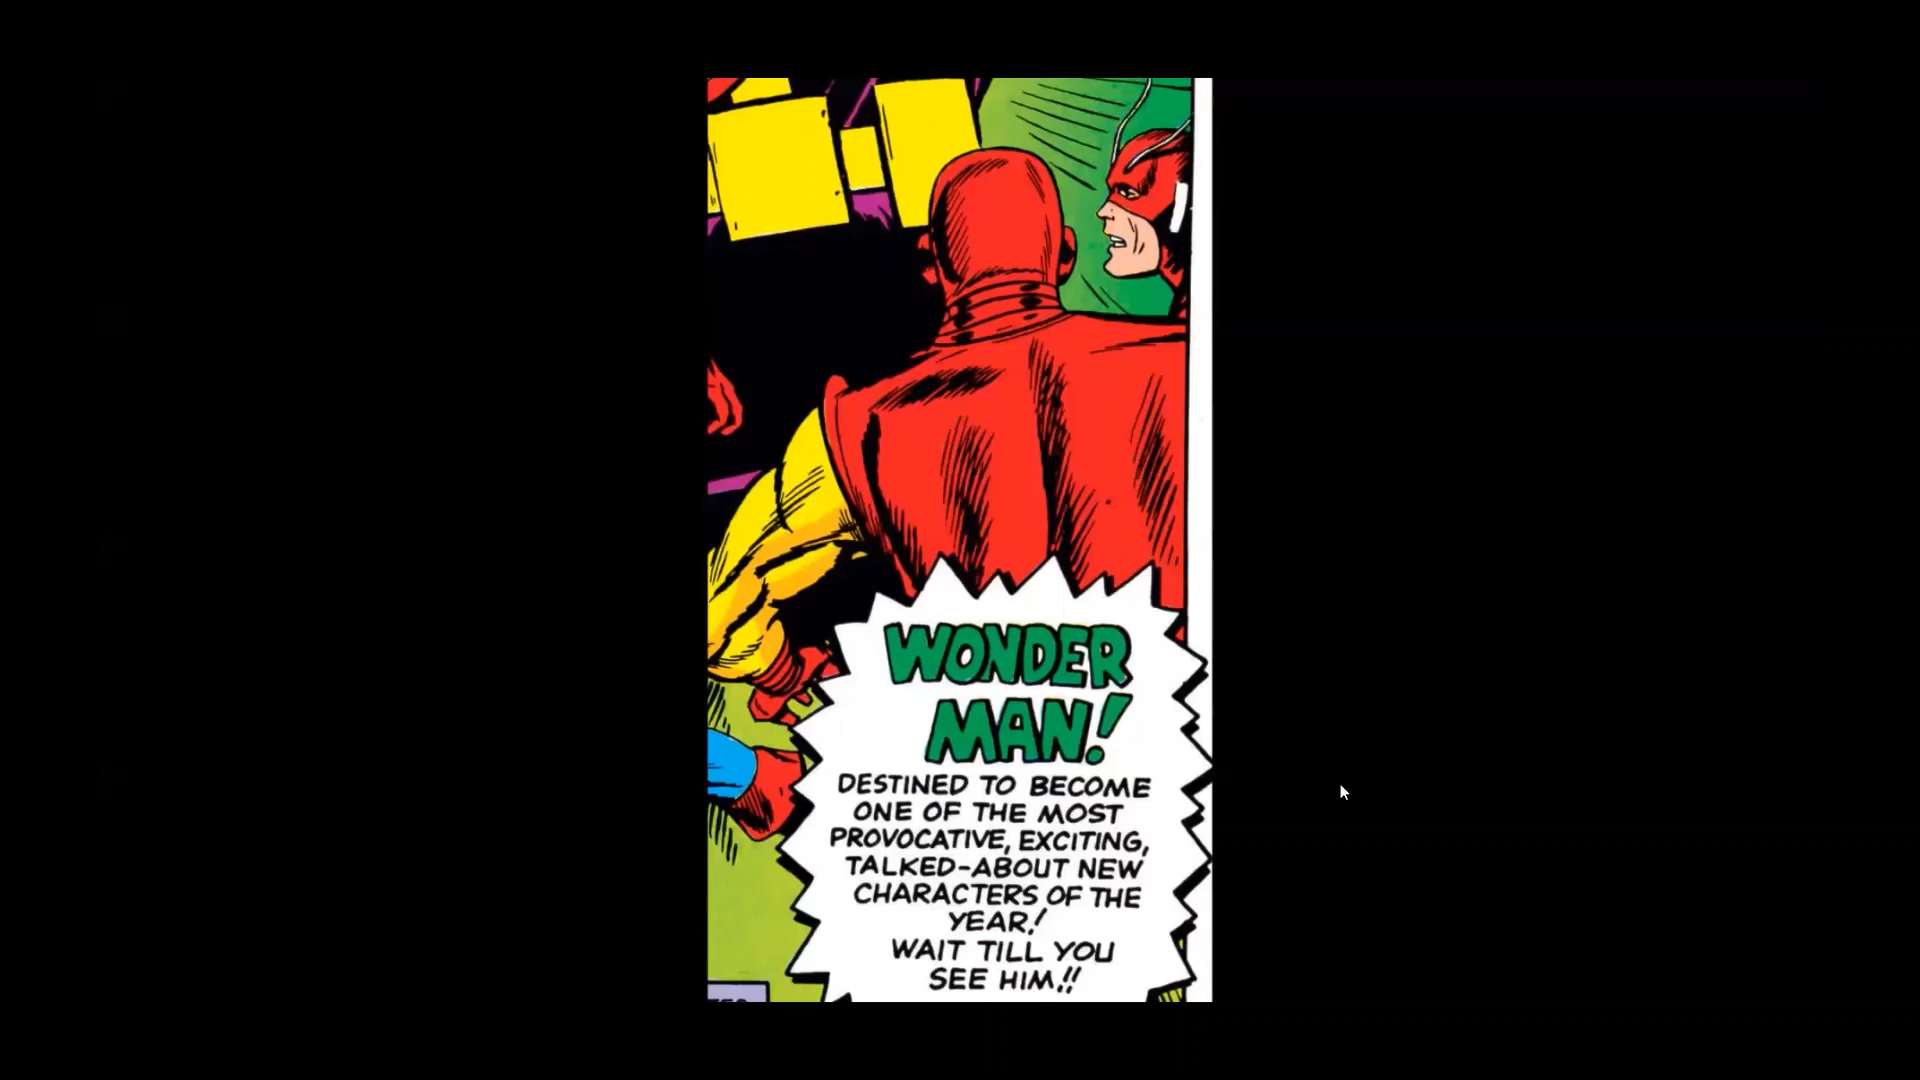 WONDER
MAN!
DESTINED TO BECOME
ONE OF THE MOST
PROVOCATIVE, EXCITING,
TALKED-ABOUT NEW
CHARACTERS OF THE
YEAR!
WAIT TILL YOU
SEE HIM!!